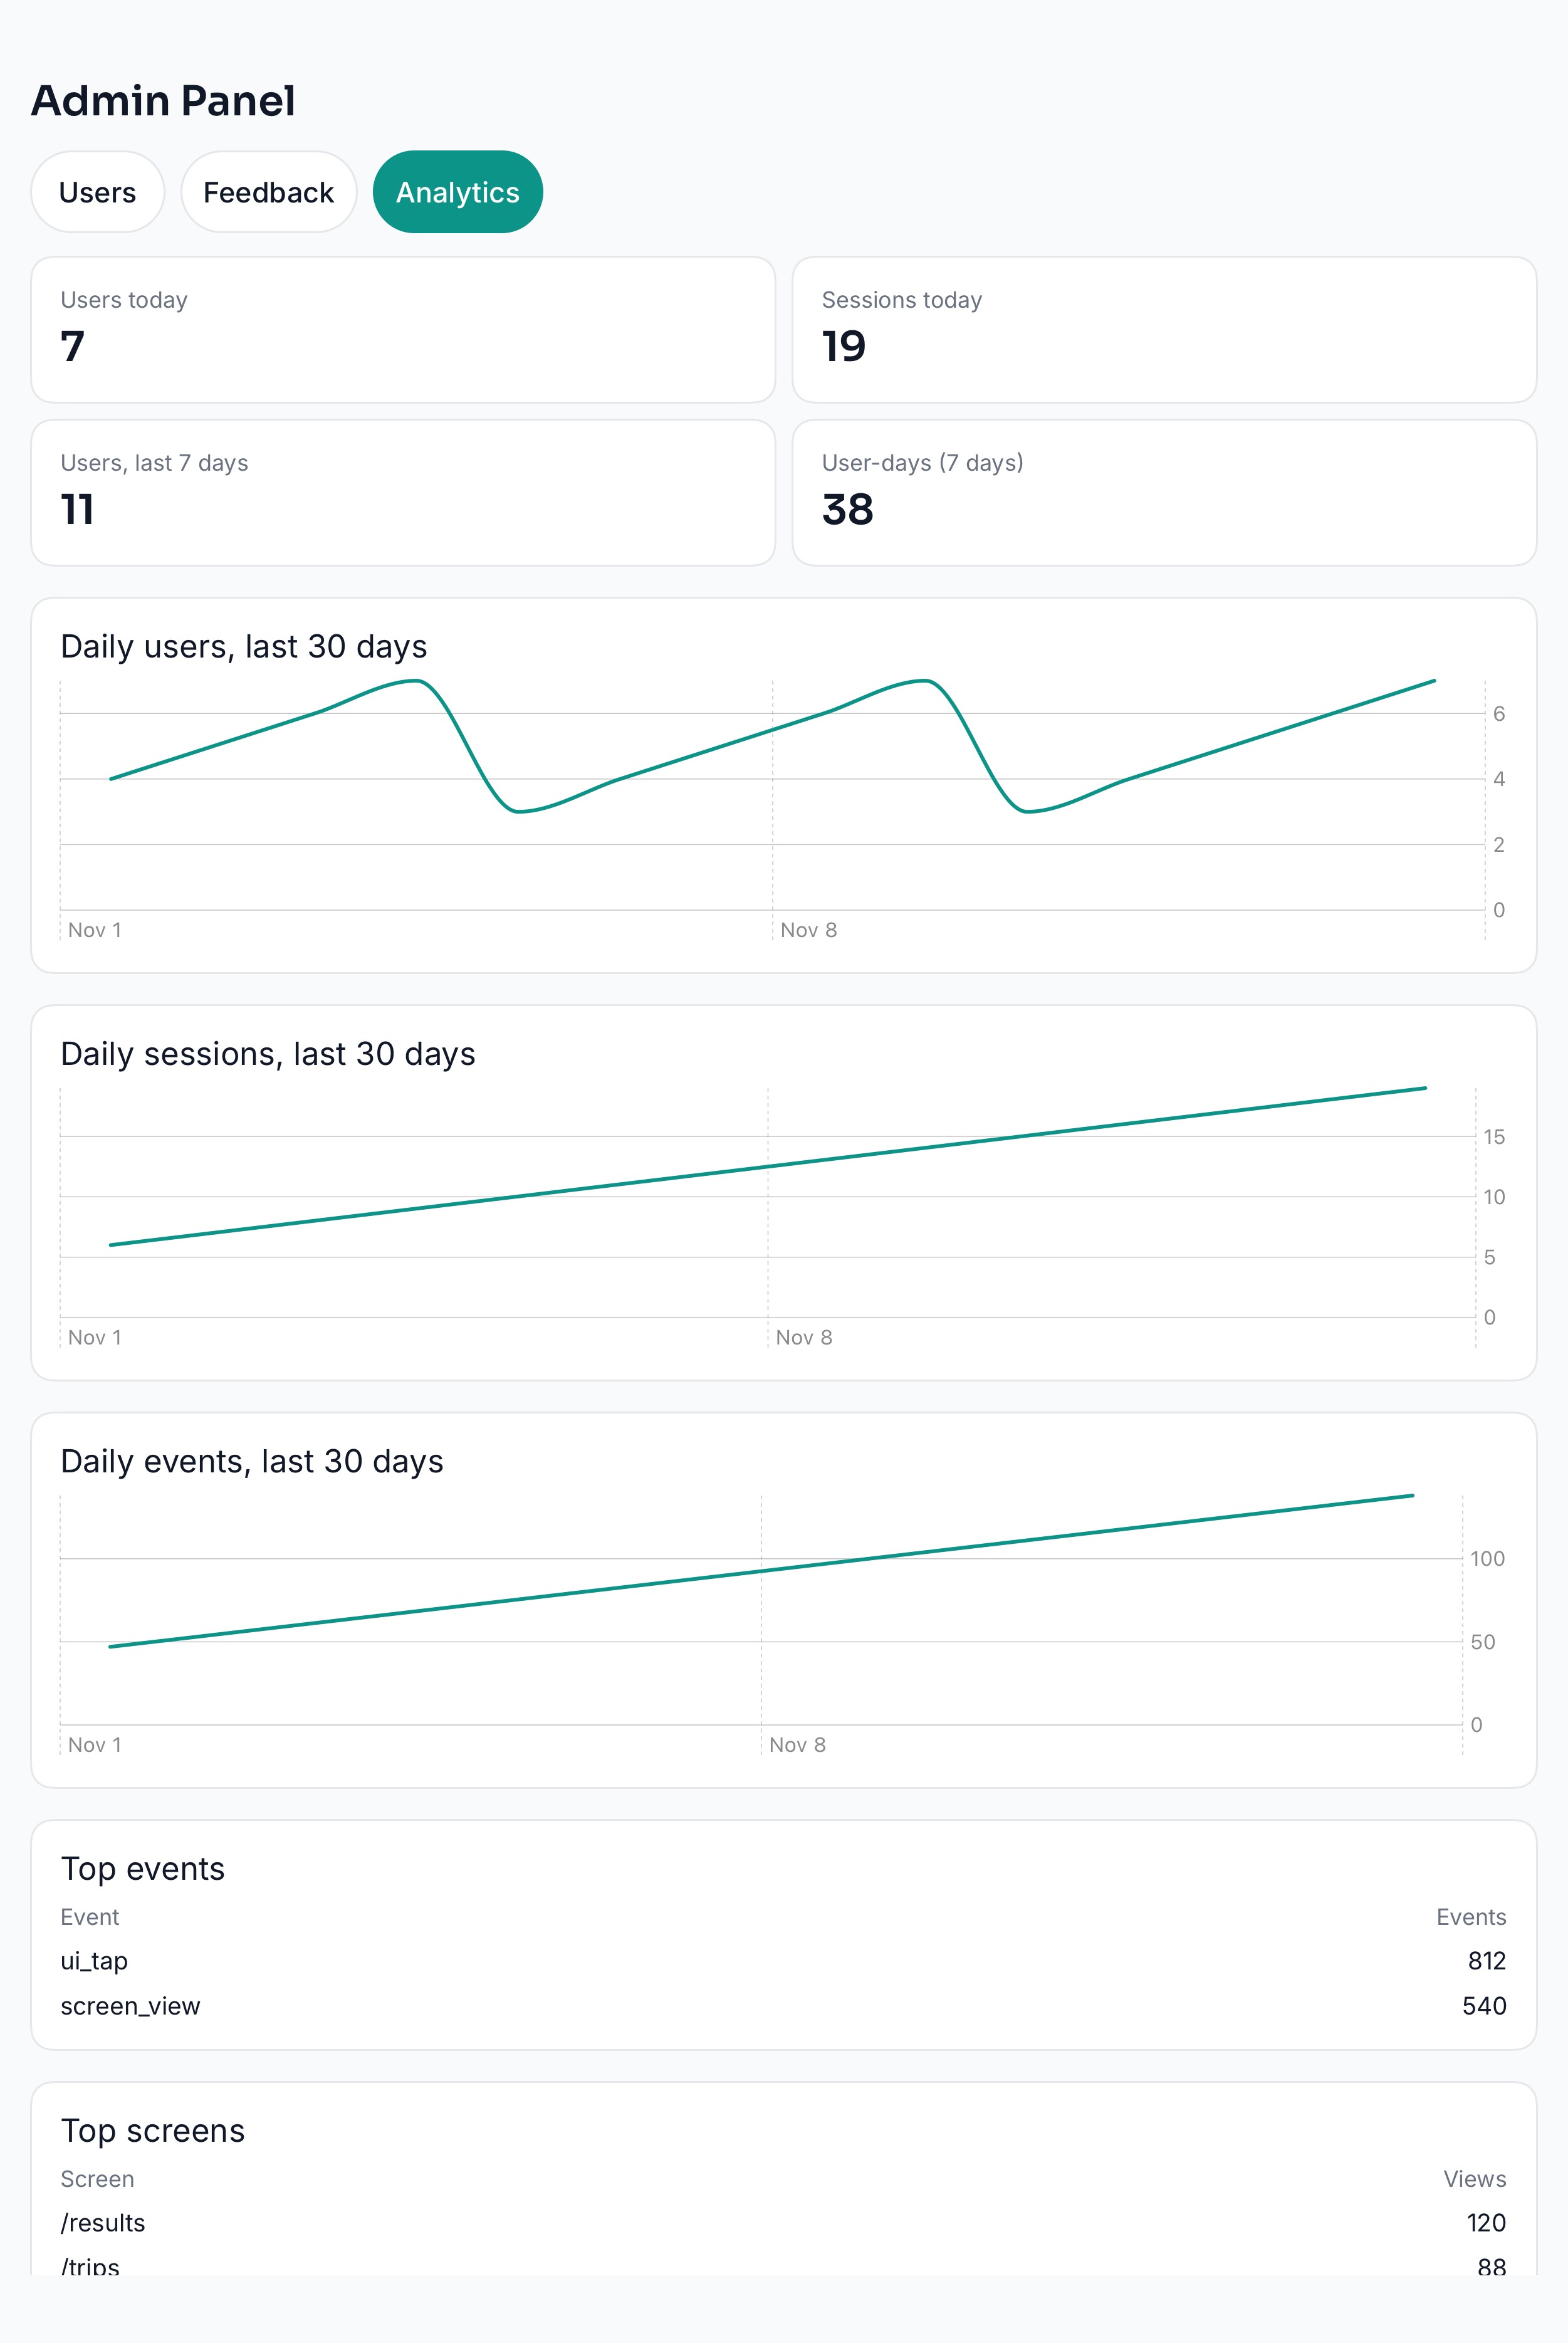 Admin Panel
Users Feedback Analytics
Users today
7
Sessions today
19
Users, last 7 days
11
User-days (7 days)
38
Daily users, last 30 days
6
4
2
0
Nov 1 Nov 8
Daily sessions, last 30 days
15
10
5
0
Nov 1 Nov 8
Daily events, last 30 days
100
50
0
Nov 1 Nov 8
Top events
Event Events
ui_tap 812
screen_view 540
Top screens
Screen Views
/results 120
/trips 88